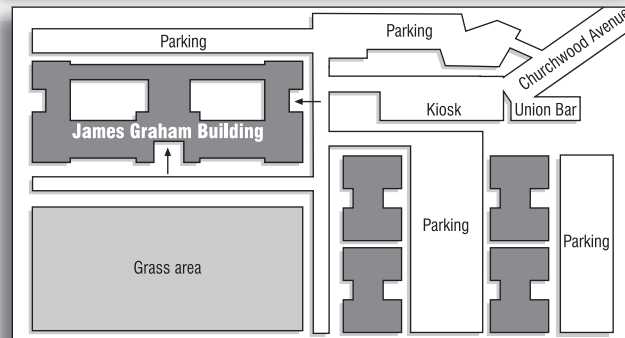 Parking
Parking
Churchwood Avenue
Kiosk
Union Bar
James Graham Building
Parking
Parking
Grass area